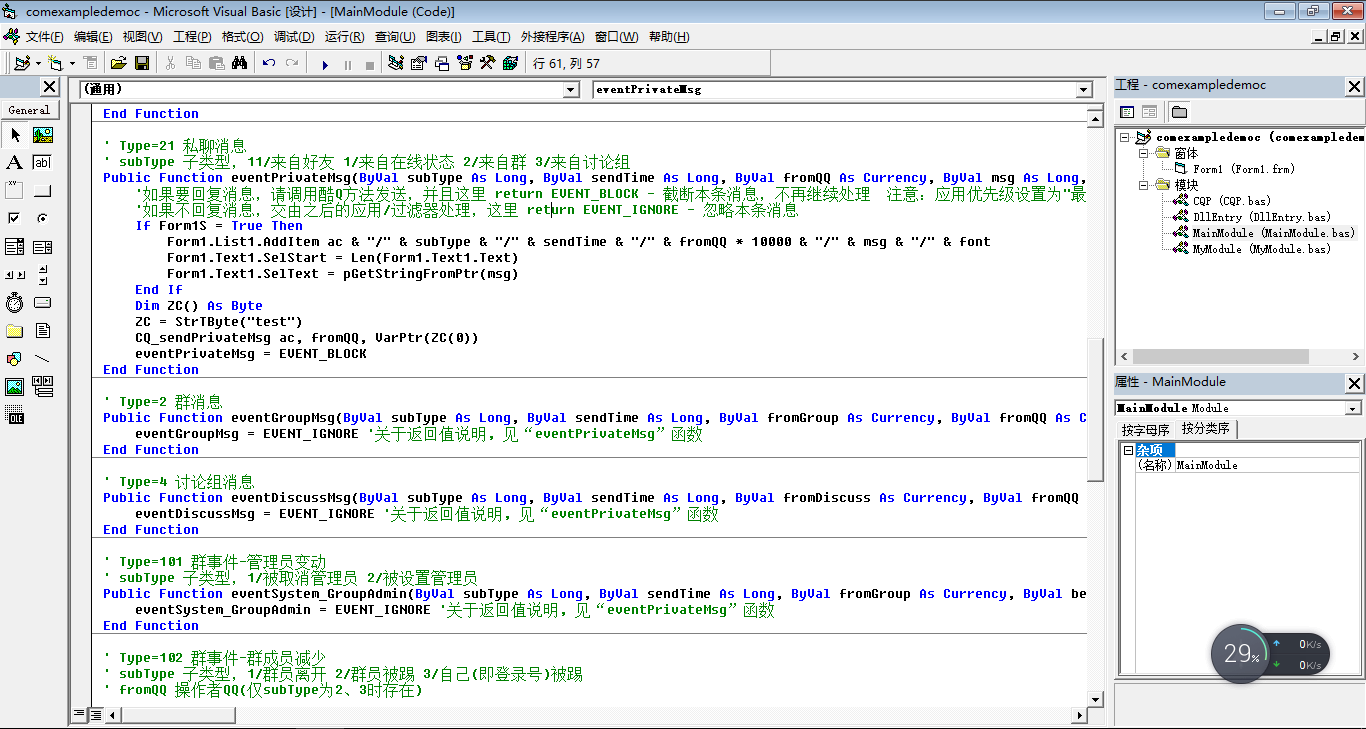 comexampledemoc - Microsoft Visual Basic [设计] - [MainModule (Code)]
文件(F) 编辑(E) 视图(V) 工程(P) 格式(O) 调试(D) 运行(R) 查询(U) 图表(I) 工具(T) 外接程序(A) 窗口(W) 帮助(H)
行 61, 列 57
General
(通用) eventPrivateMsg
End Function
' Type=21 私聊消息
' subType 子类型，11/来自好友 1/来自在线状态 2/来自群 3/来自讨论组
Public Function eventPrivateMsg(ByVal subType As Long, ByVal sendTime As Long, ByVal fromQQ As Currency, ByVal msg As Long,
'如果要回复消息，请调用酷Q方法发送，并且这里 return EVENT_BLOCK - 截断本条消息，不再继续处理 注意：应用优先级设置为"最
'如果不回复消息，交由之后的应用/过滤器处理，这里 return EVENT_IGNORE - 忽略本条消息
If Form1S = True Then
Form1.List1.AddItem ac & "/" & subType & "/" & sendTime & "/" & fromQQ * 10000 & "/" & msg & "/" & font
Form1.Text1.SelStart = Len(Form1.Text1.Text)
Form1.Text1.SelText = pGetStringFromPtr(msg)
End If
Dim ZC() As Byte
ZC = StrTByte("test")
CQ_sendPrivateMsg ac, fromQQ, VarPtr(ZC(0))
eventPrivateMsg = EVENT_BLOCK
End Function
' Type=2 群消息
Public Function eventGroupMsg(ByVal subType As Long, ByVal sendTime As Long, ByVal fromGroup As Currency, ByVal fromQQ As C
eventGroupMsg = EVENT_IGNORE '关于返回值说明，见“eventPrivateMsg”函数
End Function
' Type=4 讨论组消息
Public Function eventDiscussMsg(ByVal subType As Long, ByVal sendTime As Long, ByVal fromDiscuss As Currency, ByVal fromQQ
eventDiscussMsg = EVENT_IGNORE '关于返回值说明，见“eventPrivateMsg”函数
End Function
' Type=101 群事件-管理员变动
' subType 子类型，1/被取消管理员 2/被设置管理员
Public Function eventSystem_GroupAdmin(ByVal subType As Long, ByVal sendTime As Long, ByVal fromGroup As Currency, ByVal be
eventSystem_GroupAdmin = EVENT_IGNORE '关于返回值说明，见“eventPrivateMsg”函数
End Function
' Type=102 群事件-群成员减少
' subType 子类型，1/群员离开 2/群员被踢 3/自己(即登录号)被踢
' fromQQ 操作者QQ(仅subType为2、3时存在)
工程 - comexampledemoc
comexampledemoc (comexampledem
窗体
Form1 (Form1.frm)
模块
CQP (CQP.bas)
DllEntry (DllEntry.bas)
MainModule (MainModule.bas)
MyModule (MyModule.bas)
属性 - MainModule
MainModule Module
按字母序 按分类序
杂项
(名称) MainModule
29%
0K/s
0K/s